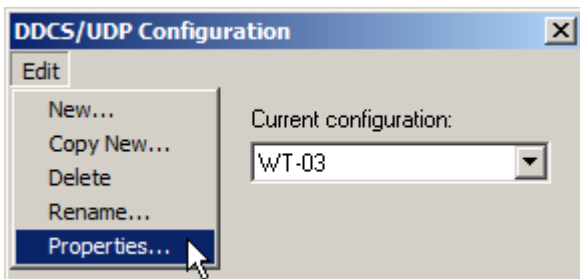 DDCS/UDP Configuration
Edit
New...
Copy New...
Delete
Rename...
Properties...
Current configuration:
WT-03